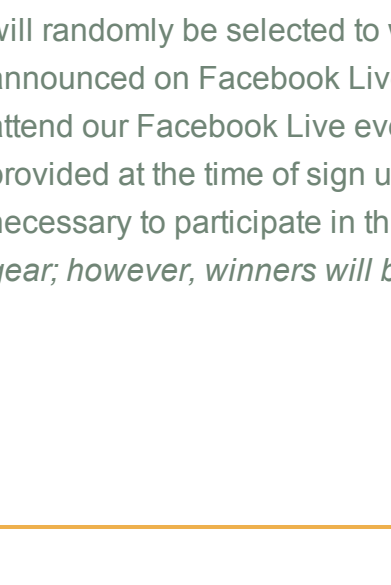 will randomly be selected to
announced on Facebook Liv
attend our Facebook Live eve
provided at the time of sign u
necessary to participate in th
gear; however, winners will b